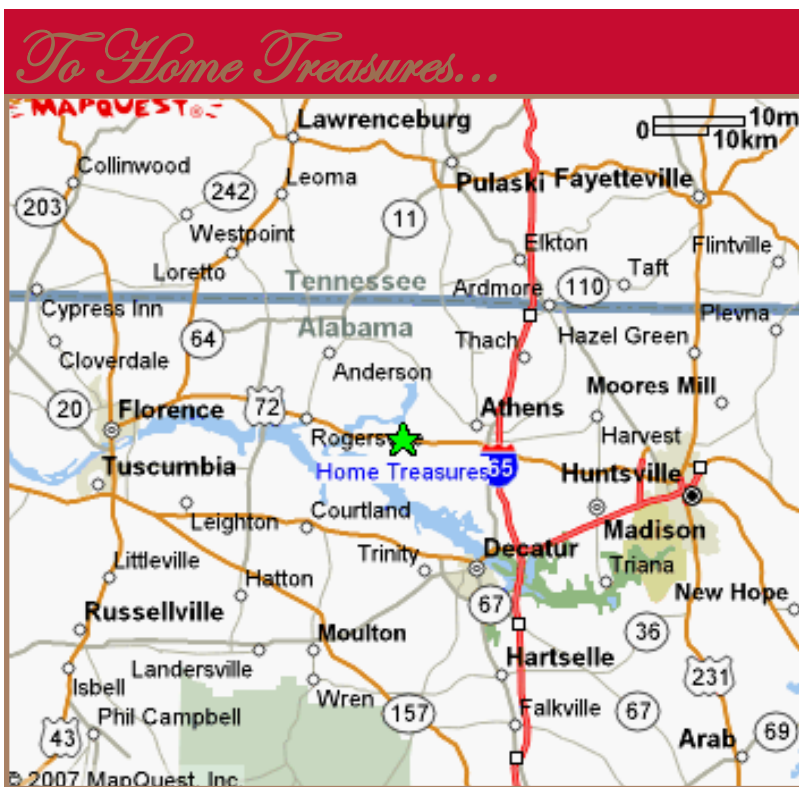 To Home Treasures...
MAPQUEST®
Lawrenceburg
0 10mi
10km
Collinwood
Leoma
Pulaski Fayetteville
242
203
11
Westpoint
Elkton
Flintville
Loretto
Taft
Tennessee
Ardmore 110
Cypress Inn
Plevna
Alabama
64
Thach
Hazel Green
Cloverdale
Anderson
Moores Mill
20
Florence
72
Athens
Rogersville
Harvest
Home Treasures
65
Tuscumbia
Huntsville
Leighton
Courtland
Madison
Littleville
Trinity
Decatur
Triana
Hatton
New Hope
Russellville
67
Moulton
36
Landersville
Hartselle
Isbell
Wren
231
Phil Campbell
157
Falkville
67
43
Arab
69
© 2007 MapQuest, Inc.